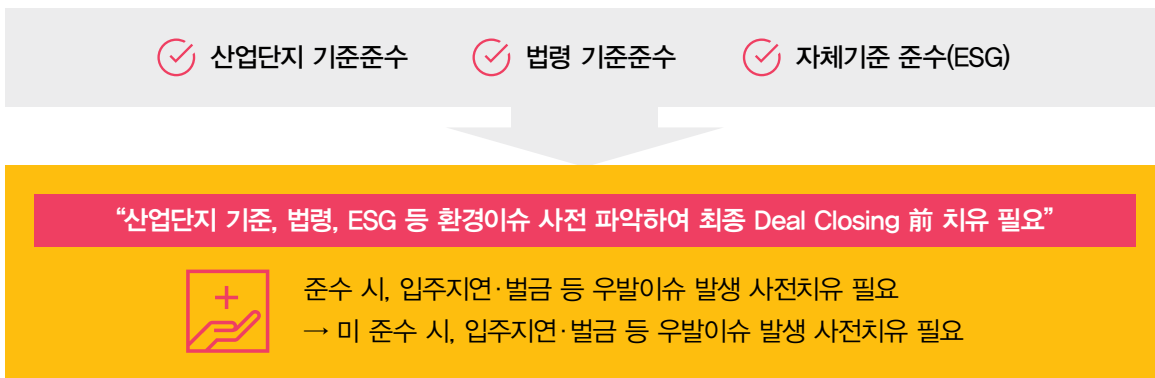 산업단지 기준준수
법령 기준준수
자체기준 준수(ESG)
“산업단지 기준, 법령, ESG 등 환경이슈 사전 파악하여 최종 Deal Closing 前 치유 필요”
준수 시, 입주지연·벌금 등 우발이슈 발생 사전치유 필요
→ 미 준수 시, 입주지연·벌금 등 우발이슈 발생 사전치유 필요